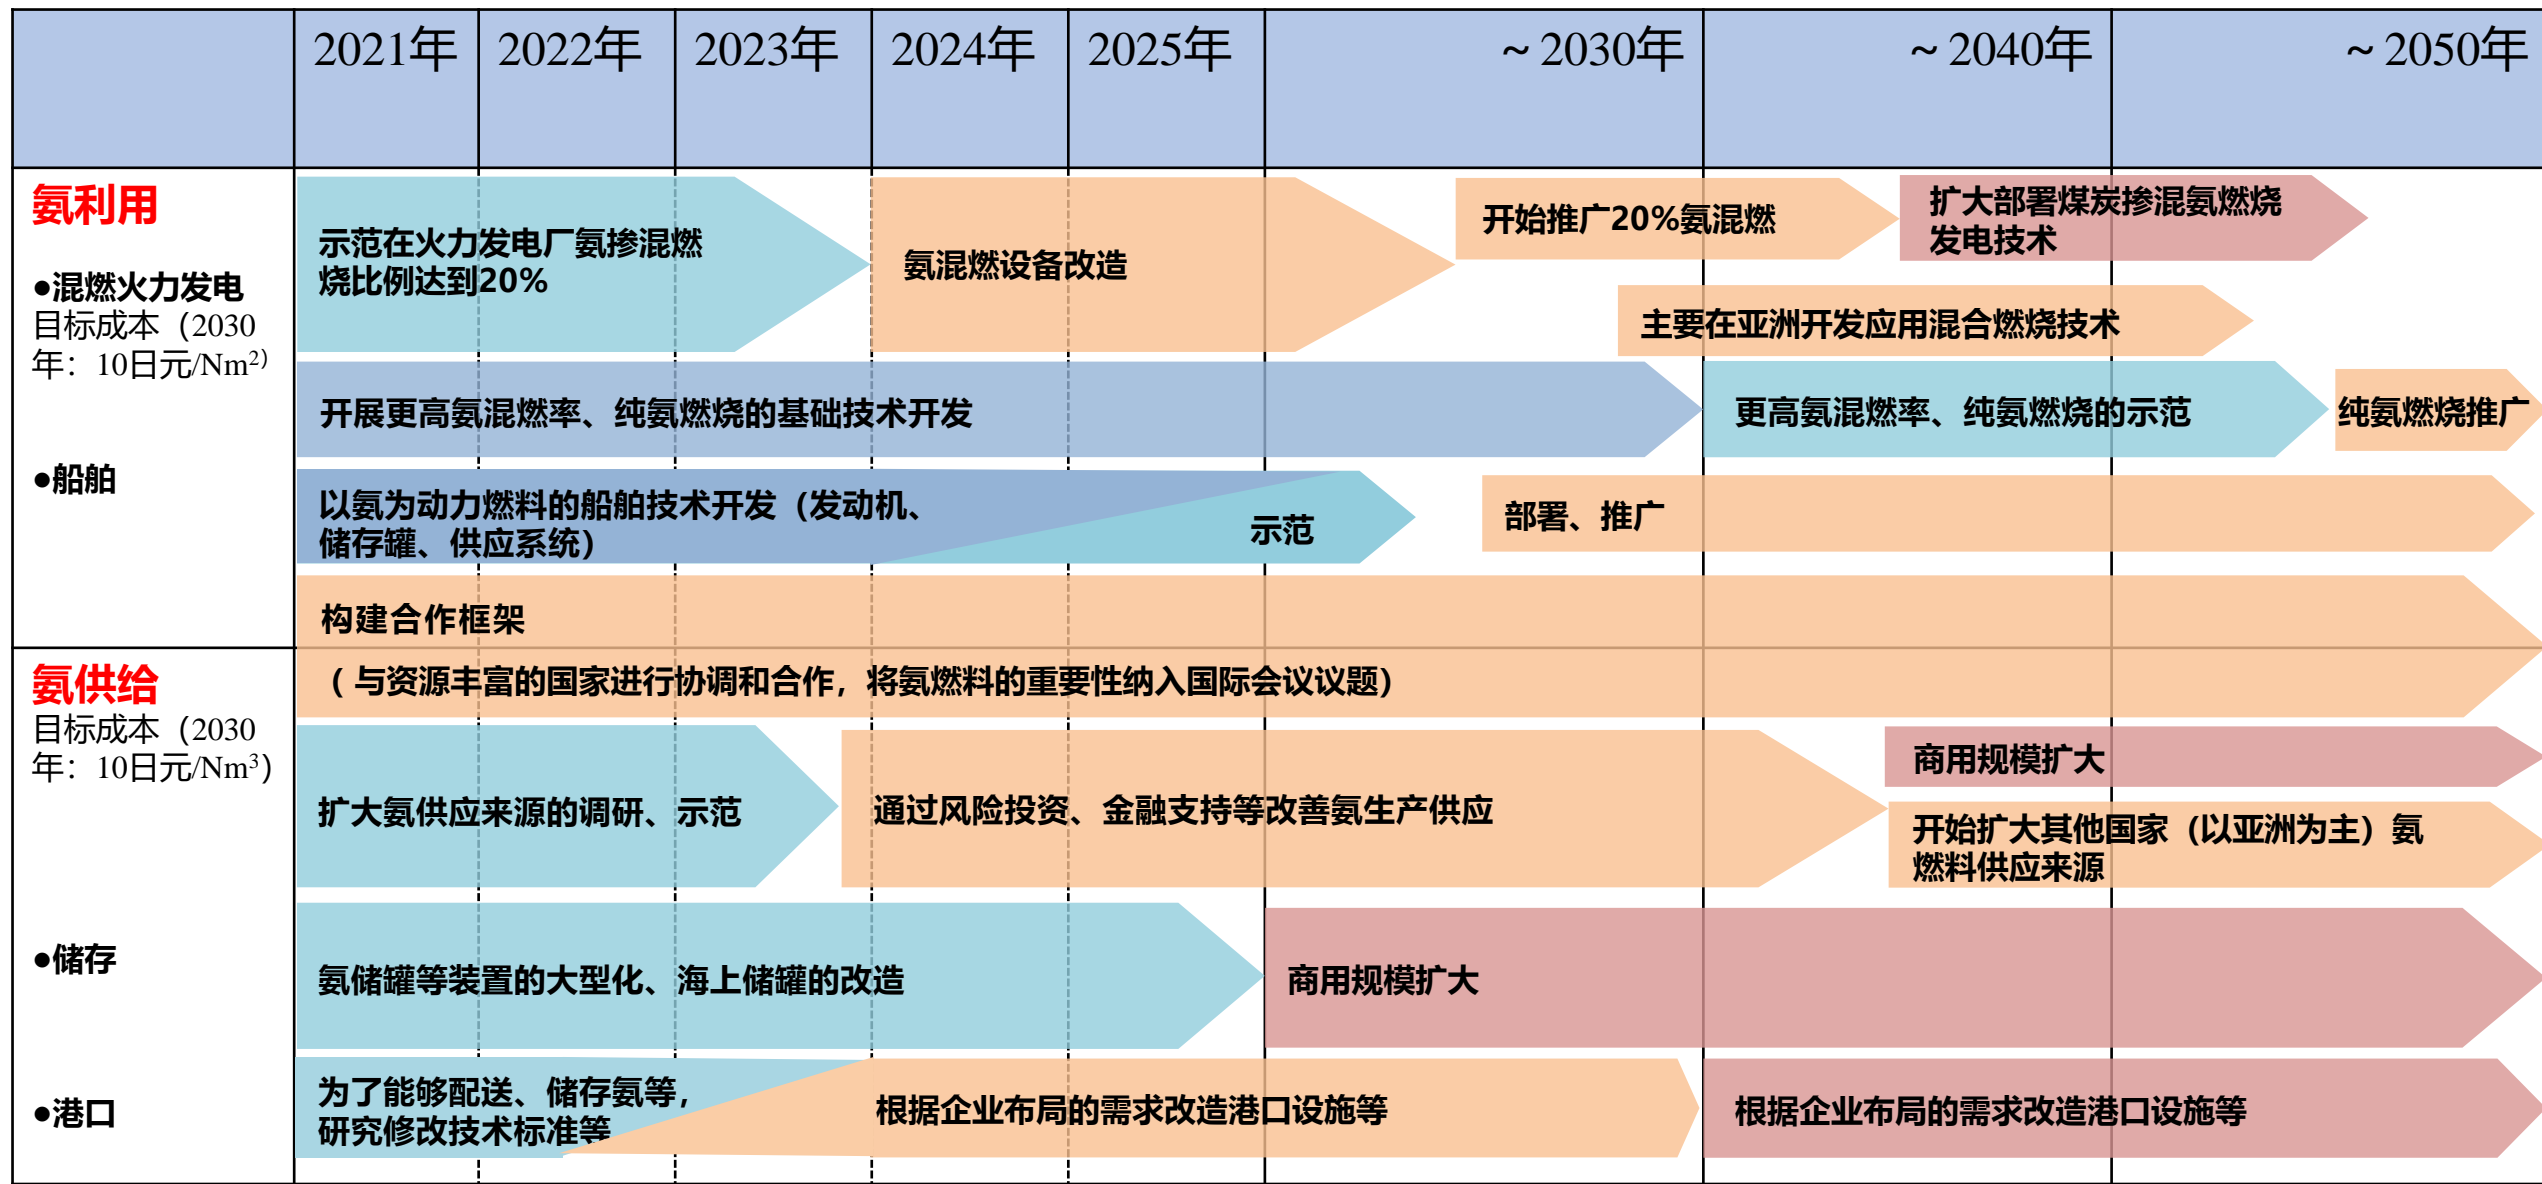 2021年
2022年
2023年
2024年
2025年
～2030年
～2040年
～2050年
氨利用
●混燃火力发电
目标成本（2030
年：10日元/Nm²）
●船舶
示范在火力发电厂氨掺混燃
烧比例达到20%
氨混燃设备改造
开始推广20%氨混燃
扩大部署煤炭掺混氨燃烧
发电技术
主要在亚洲开发应用混合燃烧技术
开展更高氨混燃率、纯氨燃烧的基础技术开发
更高氨混燃率、纯氨燃烧的示范
纯氨燃烧推广
以氨为动力燃料的船舶技术开发（发动机、
储存罐、供应系统）
示范
部署、推广
构建合作框架
（ 与资源丰富的国家进行协调和合作，将氨燃料的重要性纳入国际会议议题）
氨供给
目标成本（2030
年：10日元/Nm³）
扩大氨供应来源的调研、示范
通过风险投资、金融支持等改善氨生产供应
商用规模扩大
开始扩大其他国家（以亚洲为主）氨
燃料供应来源
●储存
氨储罐等装置的大型化、海上储罐的改造
商用规模扩大
●港口
为了能够配送、储存氨等，
研究修改技术标准等
根据企业布局的需求改造港口设施等
根据企业布局的需求改造港口设施等